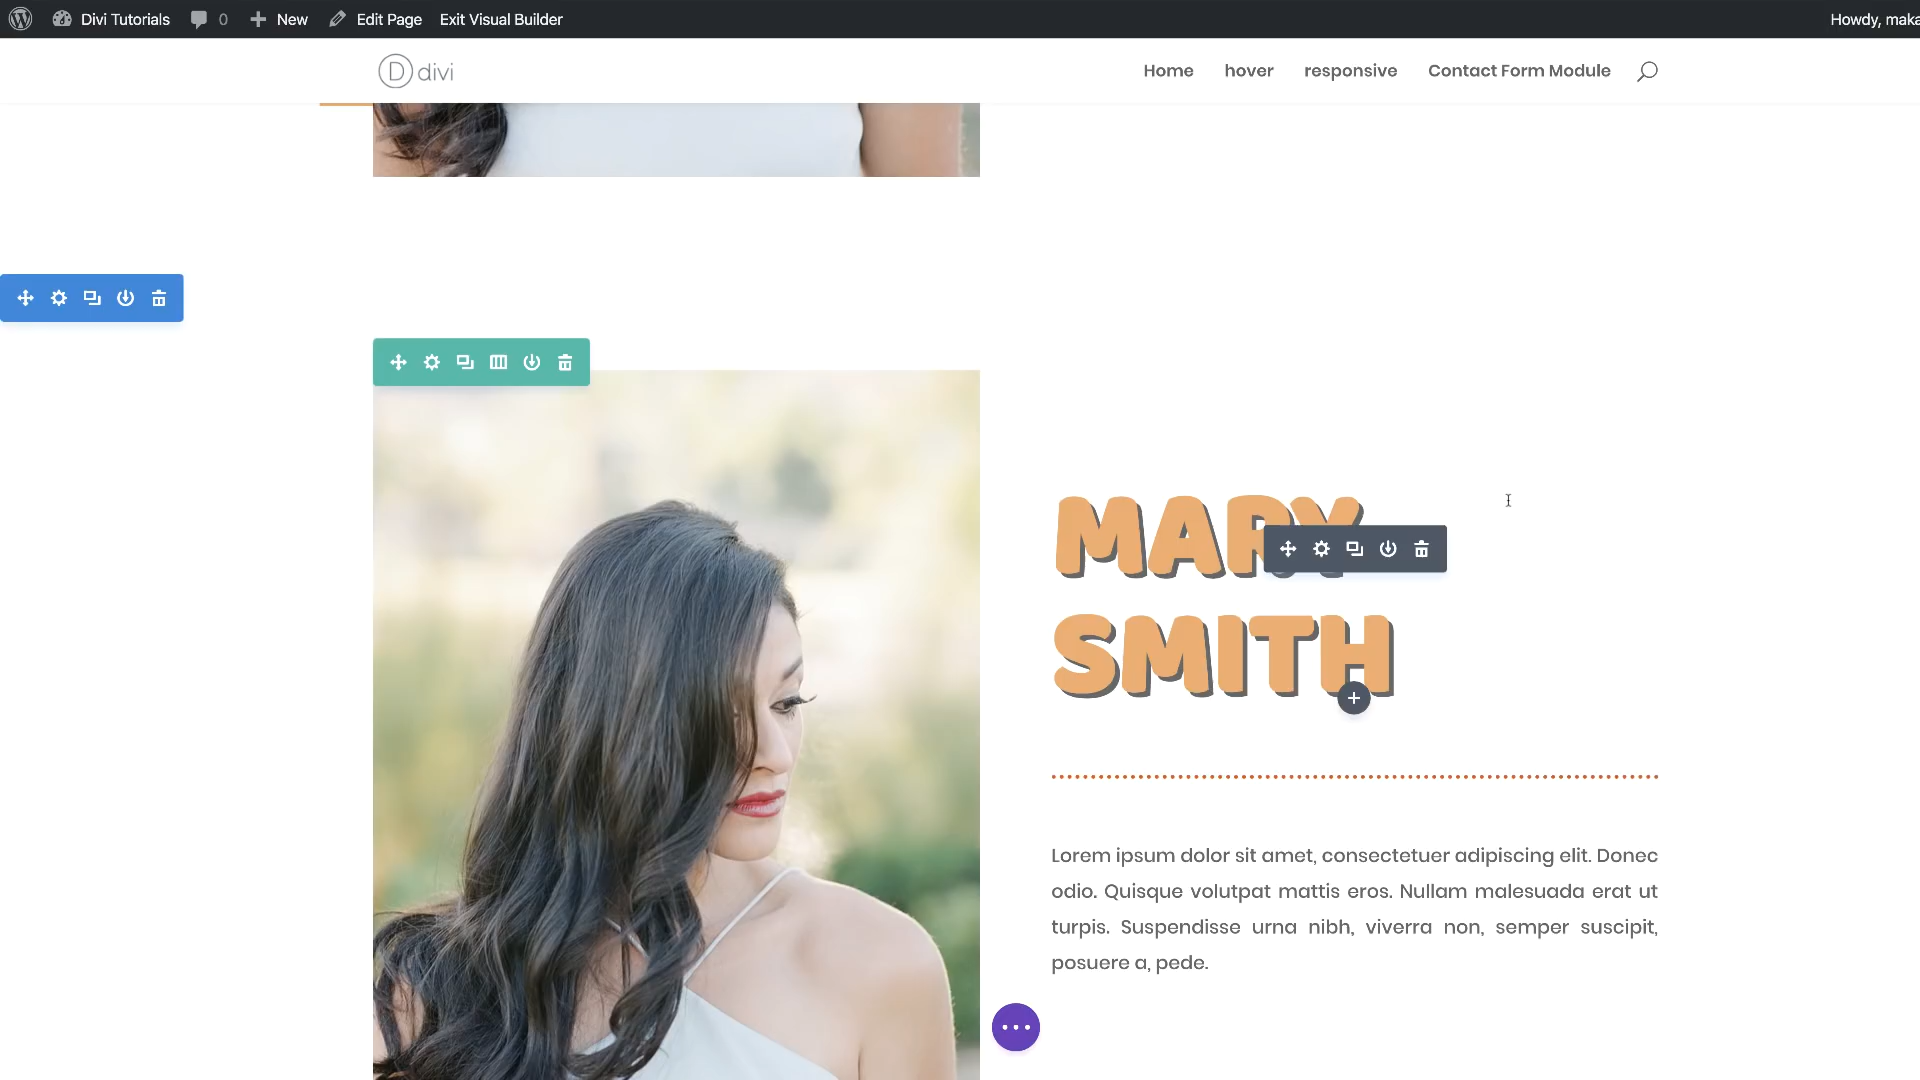 Divi Tutorials 0 New Edit Page Exit Visual Builder Howdy, maka
D divi Home hover responsive Contact Form Module
MARY
SMITH
Lorem ipsum dolor sit amet, consectetuer adipiscing elit. Donec
odio. Quisque volutpat mattis eros. Nullam malesuada erat ut
turpis. Suspendisse urna nibh, viverra non, semper suscipit,
posuere a, pede.